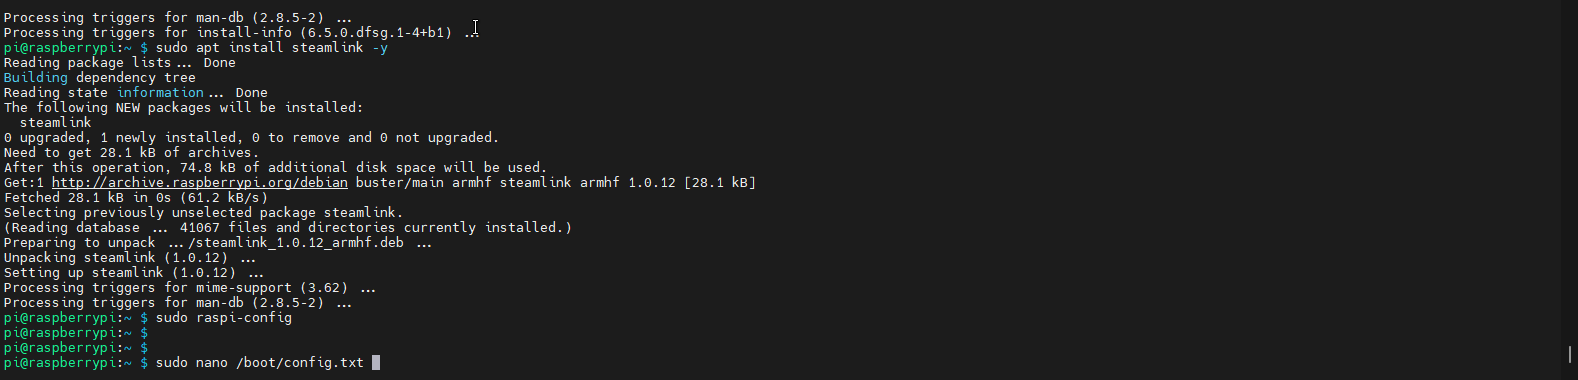 Processing triggers for man-db (2.8.5-2) ...
Processing triggers for install-info (6.5.0.dfsg.1-4+b1) ...
pi@raspberrypi:~ $ sudo apt install steamlink -y
Reading package lists... Done
Building dependency tree
Reading state information... Done
The following NEW packages will be installed:
  steamlink
0 upgraded, 1 newly installed, 0 to remove and 0 not upgraded.
Need to get 28.1 kB of archives.
After this operation, 74.8 kB of additional disk space will be used.
Get:1 http://archive.raspberrypi.org/debian buster/main armhf steamlink armhf 1.0.12 [28.1 kB]
Fetched 28.1 kB in 0s (61.2 kB/s)
Selecting previously unselected package steamlink.
(Reading database ... 41067 files and directories currently installed.)
Preparing to unpack .../steamlink_1.0.12_armhf.deb ...
Unpacking steamlink (1.0.12) ...
Setting up steamlink (1.0.12) ...
Processing triggers for mime-support (3.62) ...
Processing triggers for man-db (2.8.5-2) ...
pi@raspberrypi:~ $ sudo raspi-config
pi@raspberrypi:~ $
pi@raspberrypi:~ $
pi@raspberrypi:~ $ sudo nano /boot/config.txt